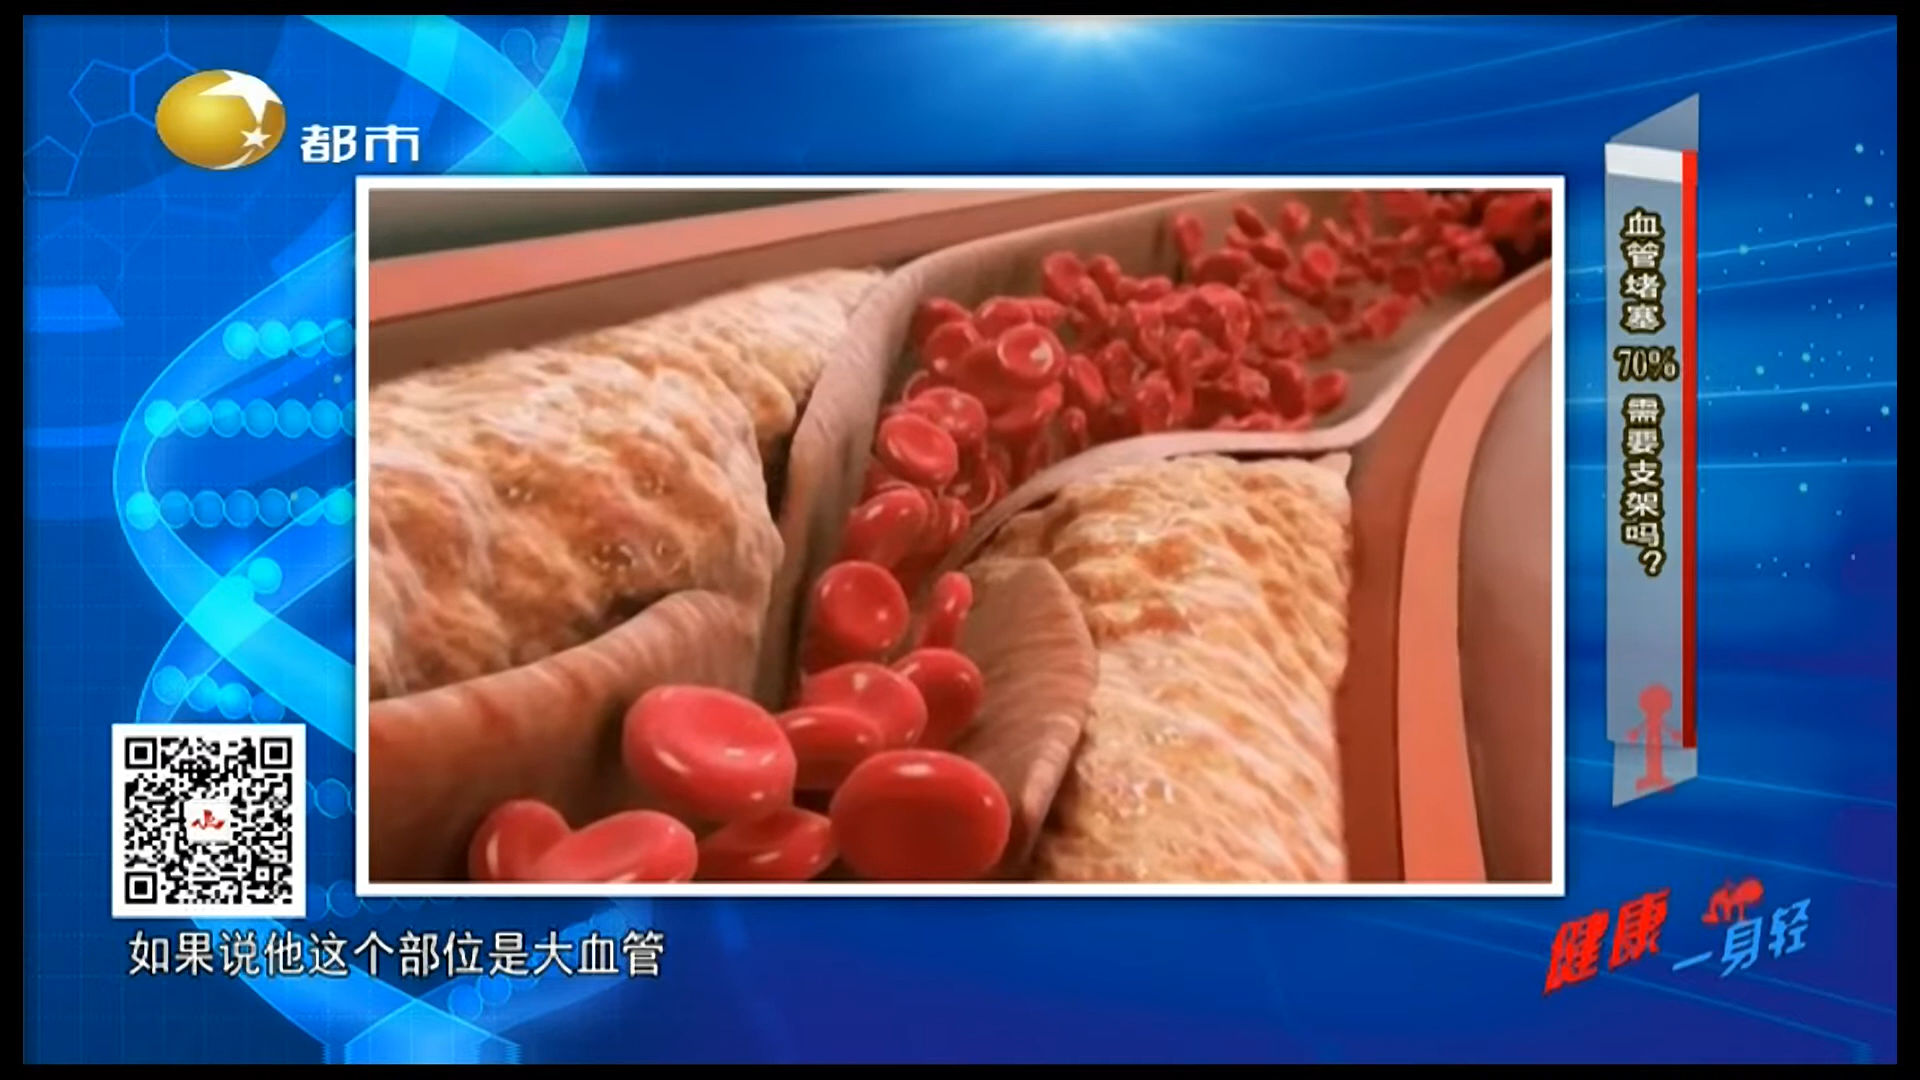 都市
血管堵塞70%需要支架吗？
如果说他这个部位是大血管
健康一身轻